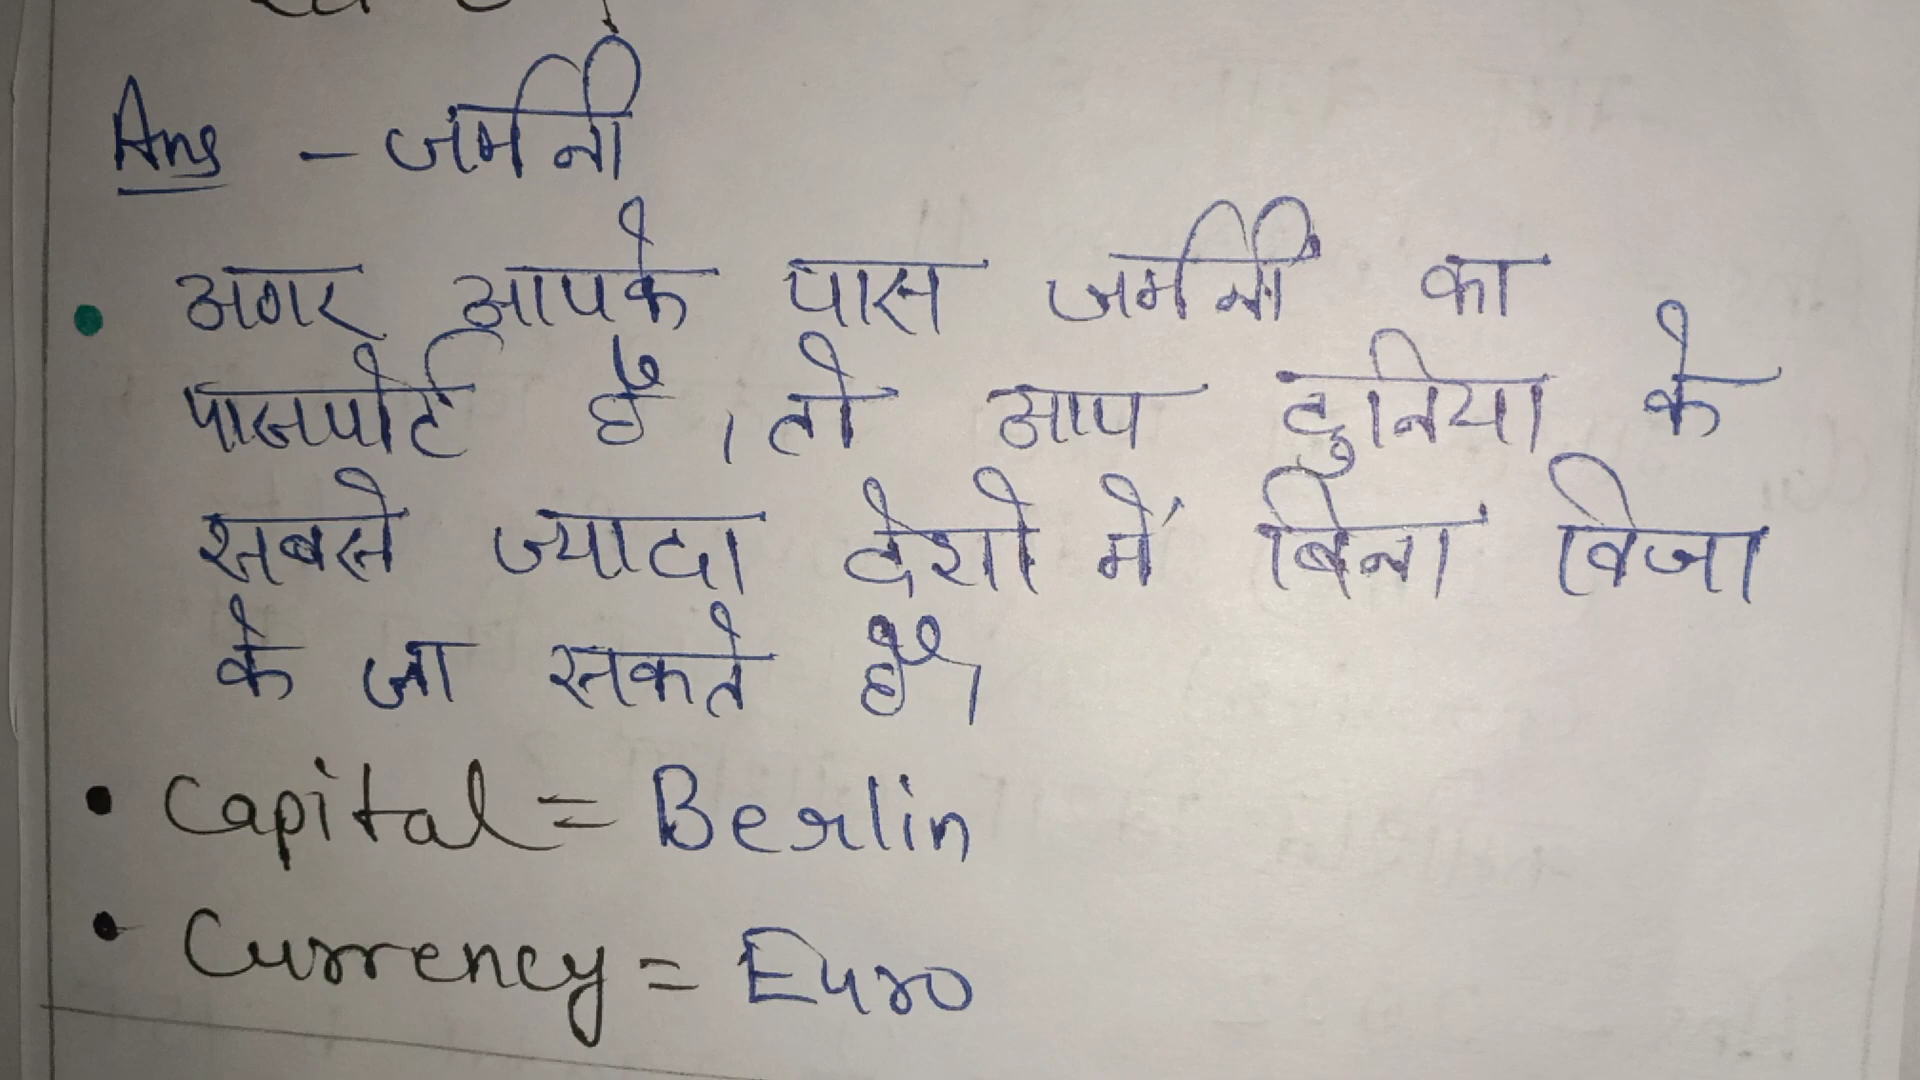 Ans - जर्मनी
• अगर आपके पास जर्मनी का
पासपोर्ट है, तो आप दुनिया के
सबसे ज्यादा देशो में बिना विजा
के जा सकते है।
• Capital = Berlin
• Currency = Euro